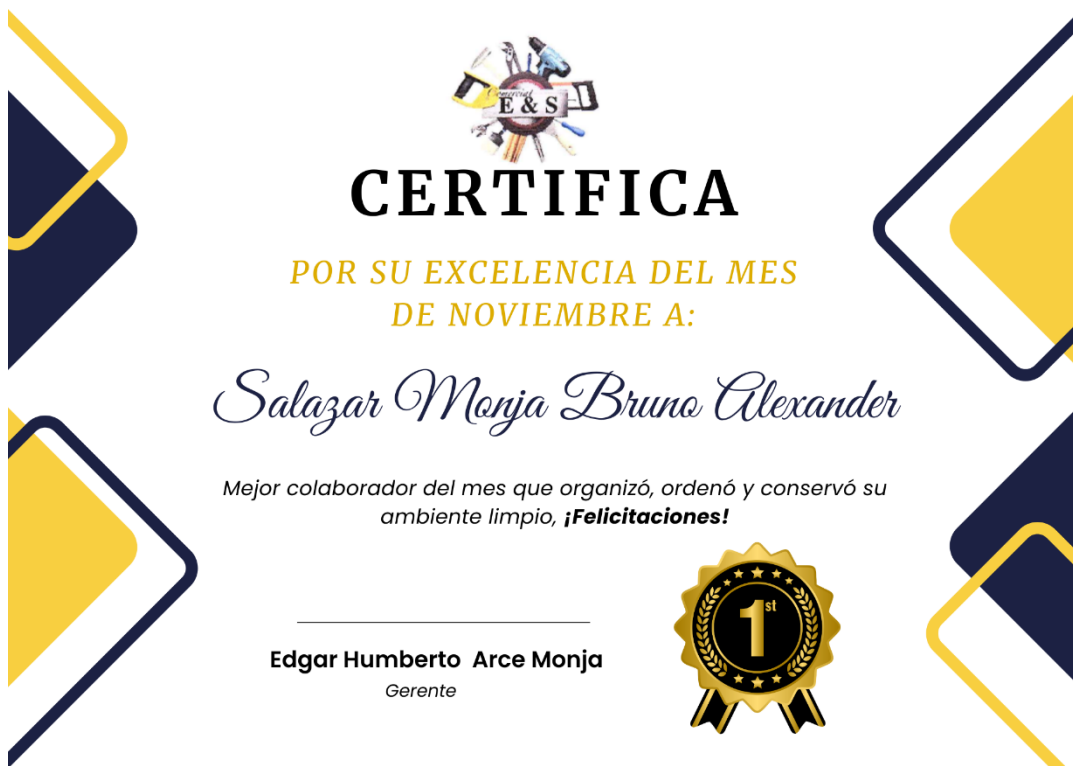 Comercial
E & S
CERTIFICA
POR SU EXCELENCIA DEL MES
DE NOVIEMBRE A:
Salazar Monja Bruno Alexander
Mejor colaborador del mes que organizó, ordenó y conservó su
ambiente limpio, ¡Felicitaciones!
1st
Edgar Humberto Arce Monja
Gerente